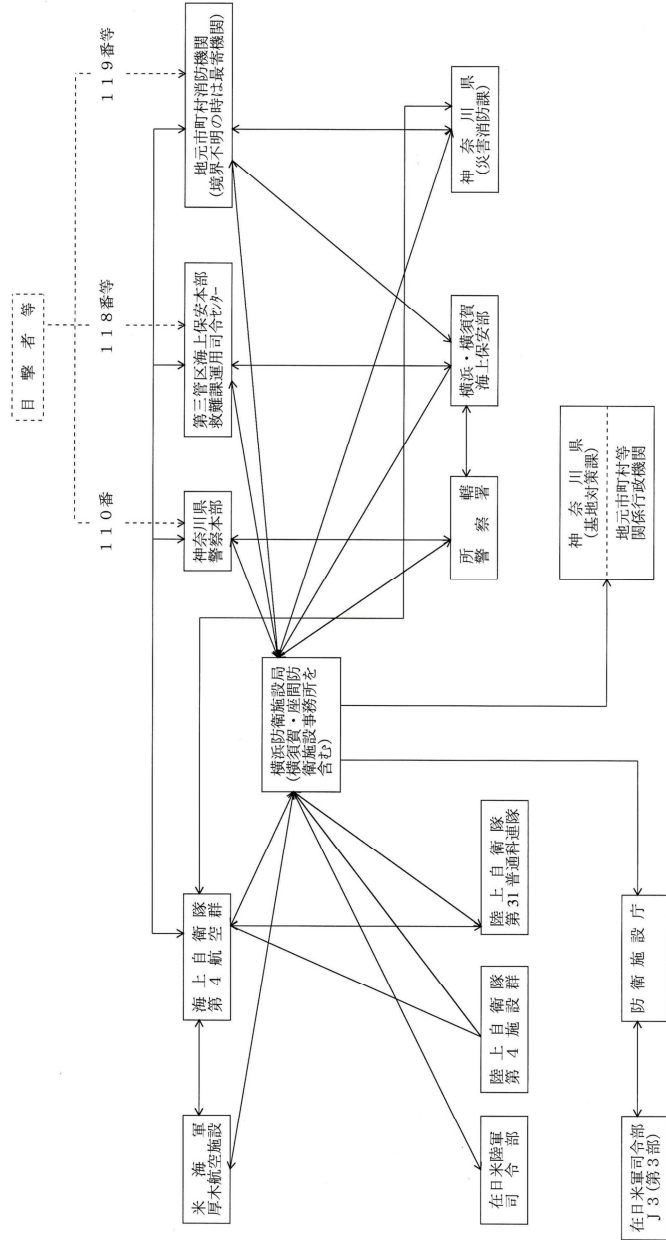 目 撃 者 等
110番
118番等
119番等
神奈川県
警察本部
第三管区海上保安本部
救難課運用司令センター
地元市町村消防機関
(境界不明の時は最寄機関)
米 海 軍
厚木航空施設
海 上 自 衛 隊
第 4 航 空 群
横浜防衛施設局
(横須賀・座間防
衛施設事務所を
含む)
所 轄
警 察 署
横浜・横須賀
海上保安部
神 奈 川 県
(災害消防課)
在日米陸軍
司 令 部
陸 上 自 衛 隊
第 4 施 設 群
陸 上 自 衛 隊
第 31 普通科連隊
神 奈 川 県
(基地対策課)
地元市町村等
関係行政機関
在日米軍司令部
J3(第3部)
防 衛 施 設 庁